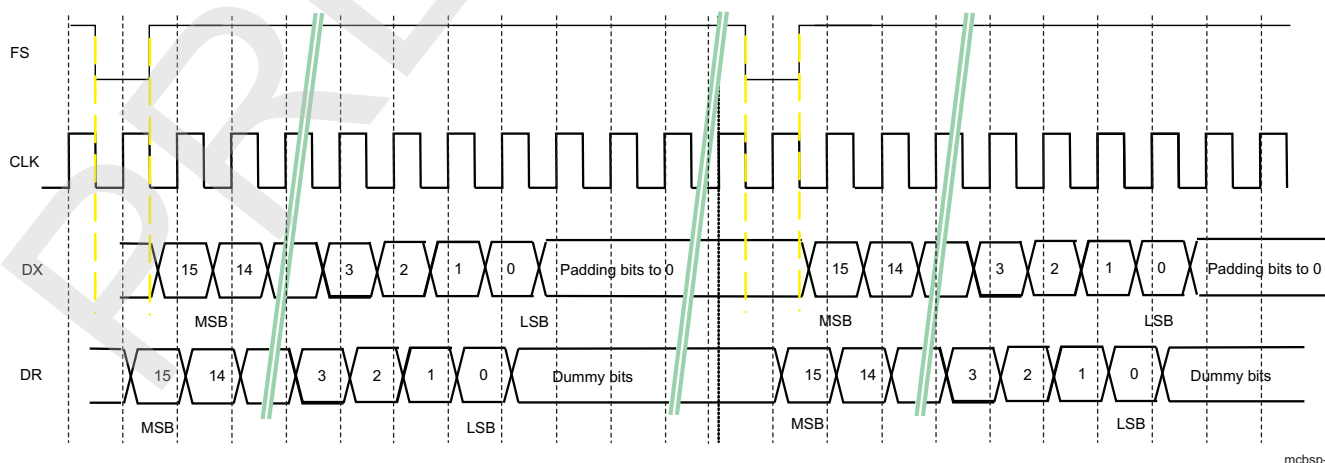 FS
CLK
DX 15 14 3 2 1 0 Padding bits to 0 15 14 3 2 1 0 Padding bits to 0
MSB LSB MSB LSB
DR 15 14 3 2 1 0 Dummy bits 15 14 3 2 1 0 Dummy bits
MSB LSB MSB LSB
mcbsp-